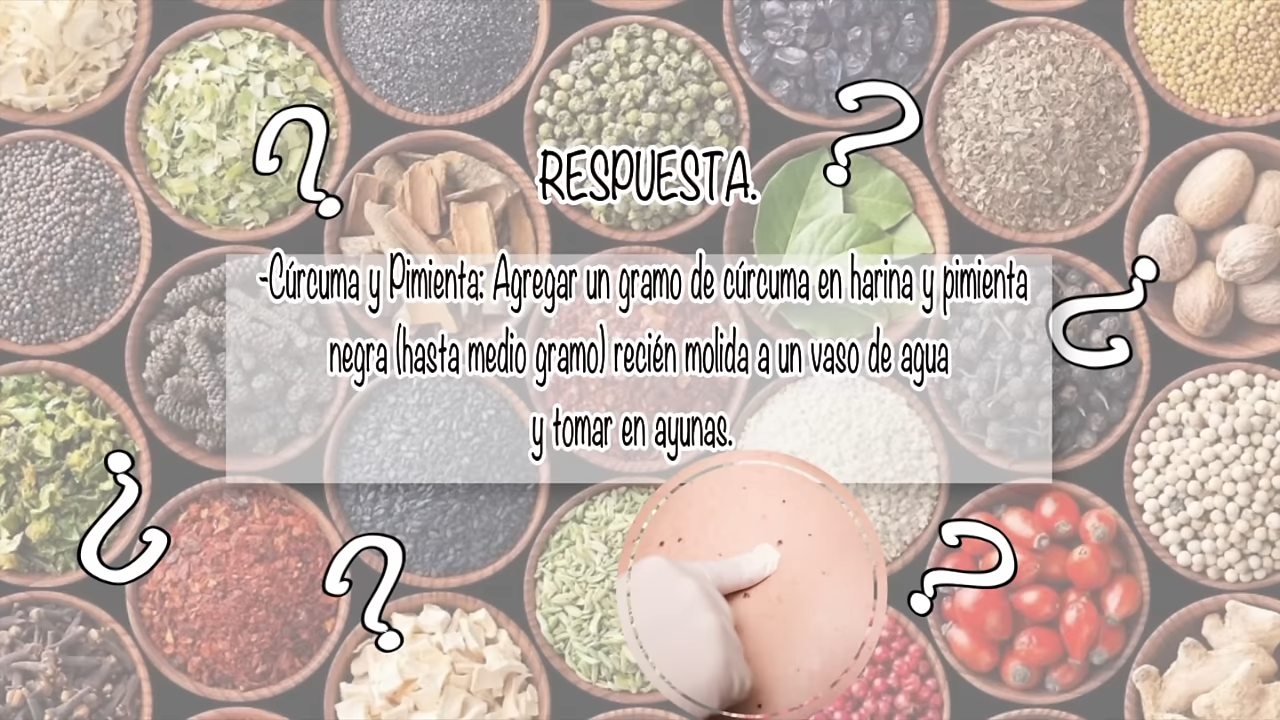 RESPUESTA.
-Cúrcuma y Pimienta: Agregar un gramo de cúrcuma en harina y pimienta
negra (hasta medio gramo) recién molida a un vaso de agua
y tomar en ayunas.